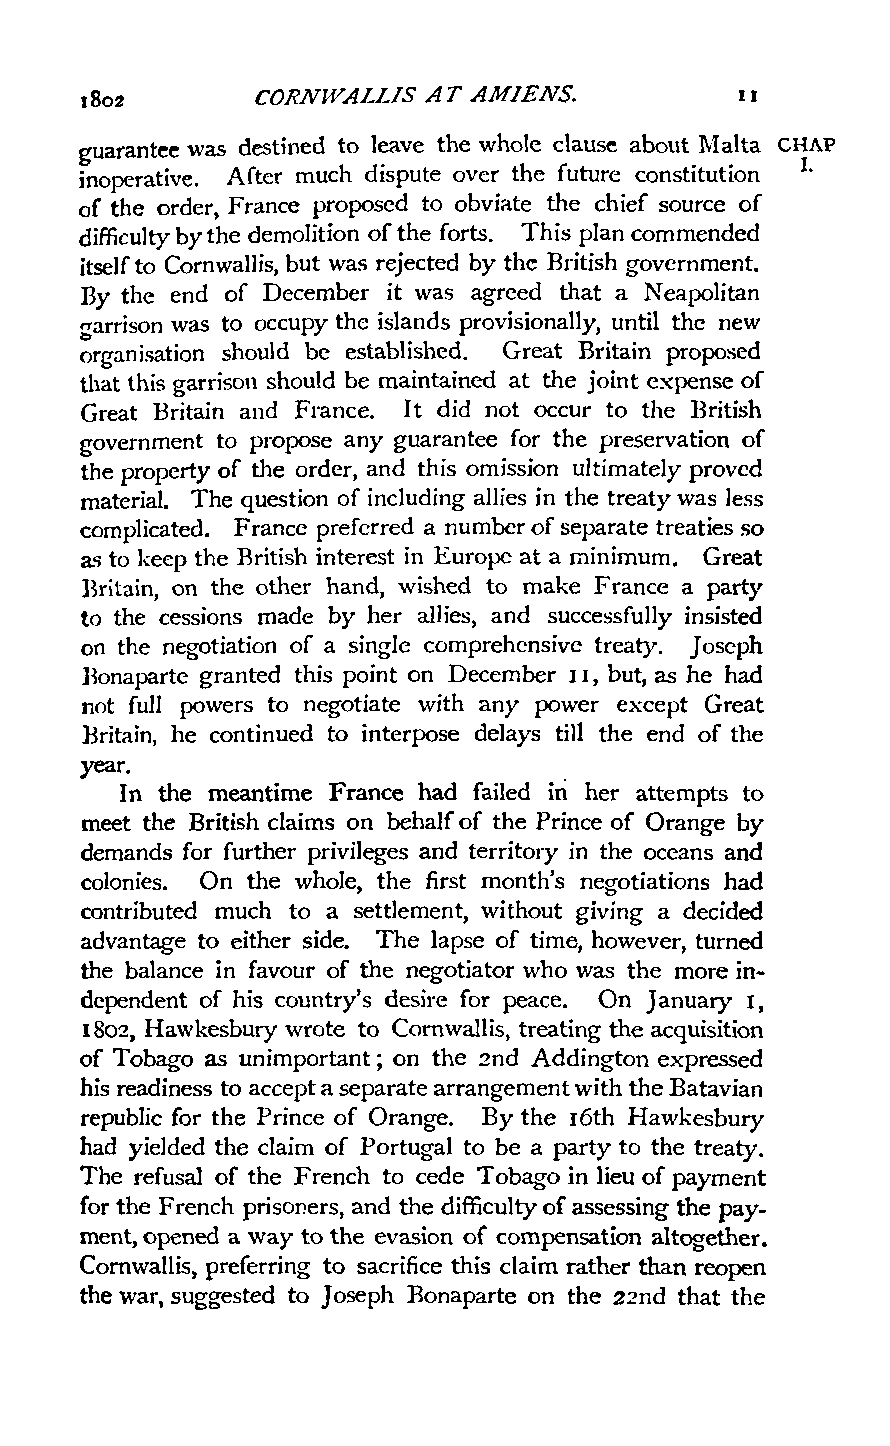 1802 CORNWALLIS AT AMIENS. 11
guarantee was destined to leave the whole clause about Malta CHAP
inoperative. After much dispute over the future constitution I.
of the order, France proposed to obviate the chief source of
difficulty by the demolition of the forts. This plan commended
itself to Cornwallis, but was rejected by the British government.
By the end of December it was agreed that a Neapolitan
garrison was to occupy the islands provisionally, until the new
organisation should be established. Great Britain proposed
that this garrison should be maintained at the joint expense of
Great Britain and France. It did not occur to the British
government to propose any guarantee for the preservation of
the property of the order, and this omission ultimately proved
material. The question of including allies in the treaty was less
complicated. France preferred a number of separate treaties so
as to keep the British interest in Europe at a minimum. Great
Britain, on the other hand, wished to make France a party
to the cessions made by her allies, and successfully insisted
on the negotiation of a single comprehensive treaty. Joseph
Bonaparte granted this point on December 11, but, as he had
not full powers to negotiate with any power except Great
Britain, he continued to interpose delays till the end of the
year.
In the meantime France had failed in her attempts to
meet the British claims on behalf of the Prince of Orange by
demands for further privileges and territory in the oceans and
colonies. On the whole, the first month's negotiations had
contributed much to a settlement, without giving a decided
advantage to either side. The lapse of time, however, turned
the balance in favour of the negotiator who was the more in-
dependent of his country's desire for peace. On January 1,
1802, Hawkesbury wrote to Cornwallis, treating the acquisition
of Tobago as unimportant; on the 2nd Addington expressed
his readiness to accept a separate arrangement with the Batavian
republic for the Prince of Orange. By the 16th Hawkesbury
had yielded the claim of Portugal to be a party to the treaty.
The refusal of the French to cede Tobago in lieu of payment
for the French prisoners, and the difficulty of assessing the pay-
ment, opened a way to the evasion of compensation altogether.
Cornwallis, preferring to sacrifice this claim rather than reopen
the war, suggested to Joseph Bonaparte on the 22nd that the